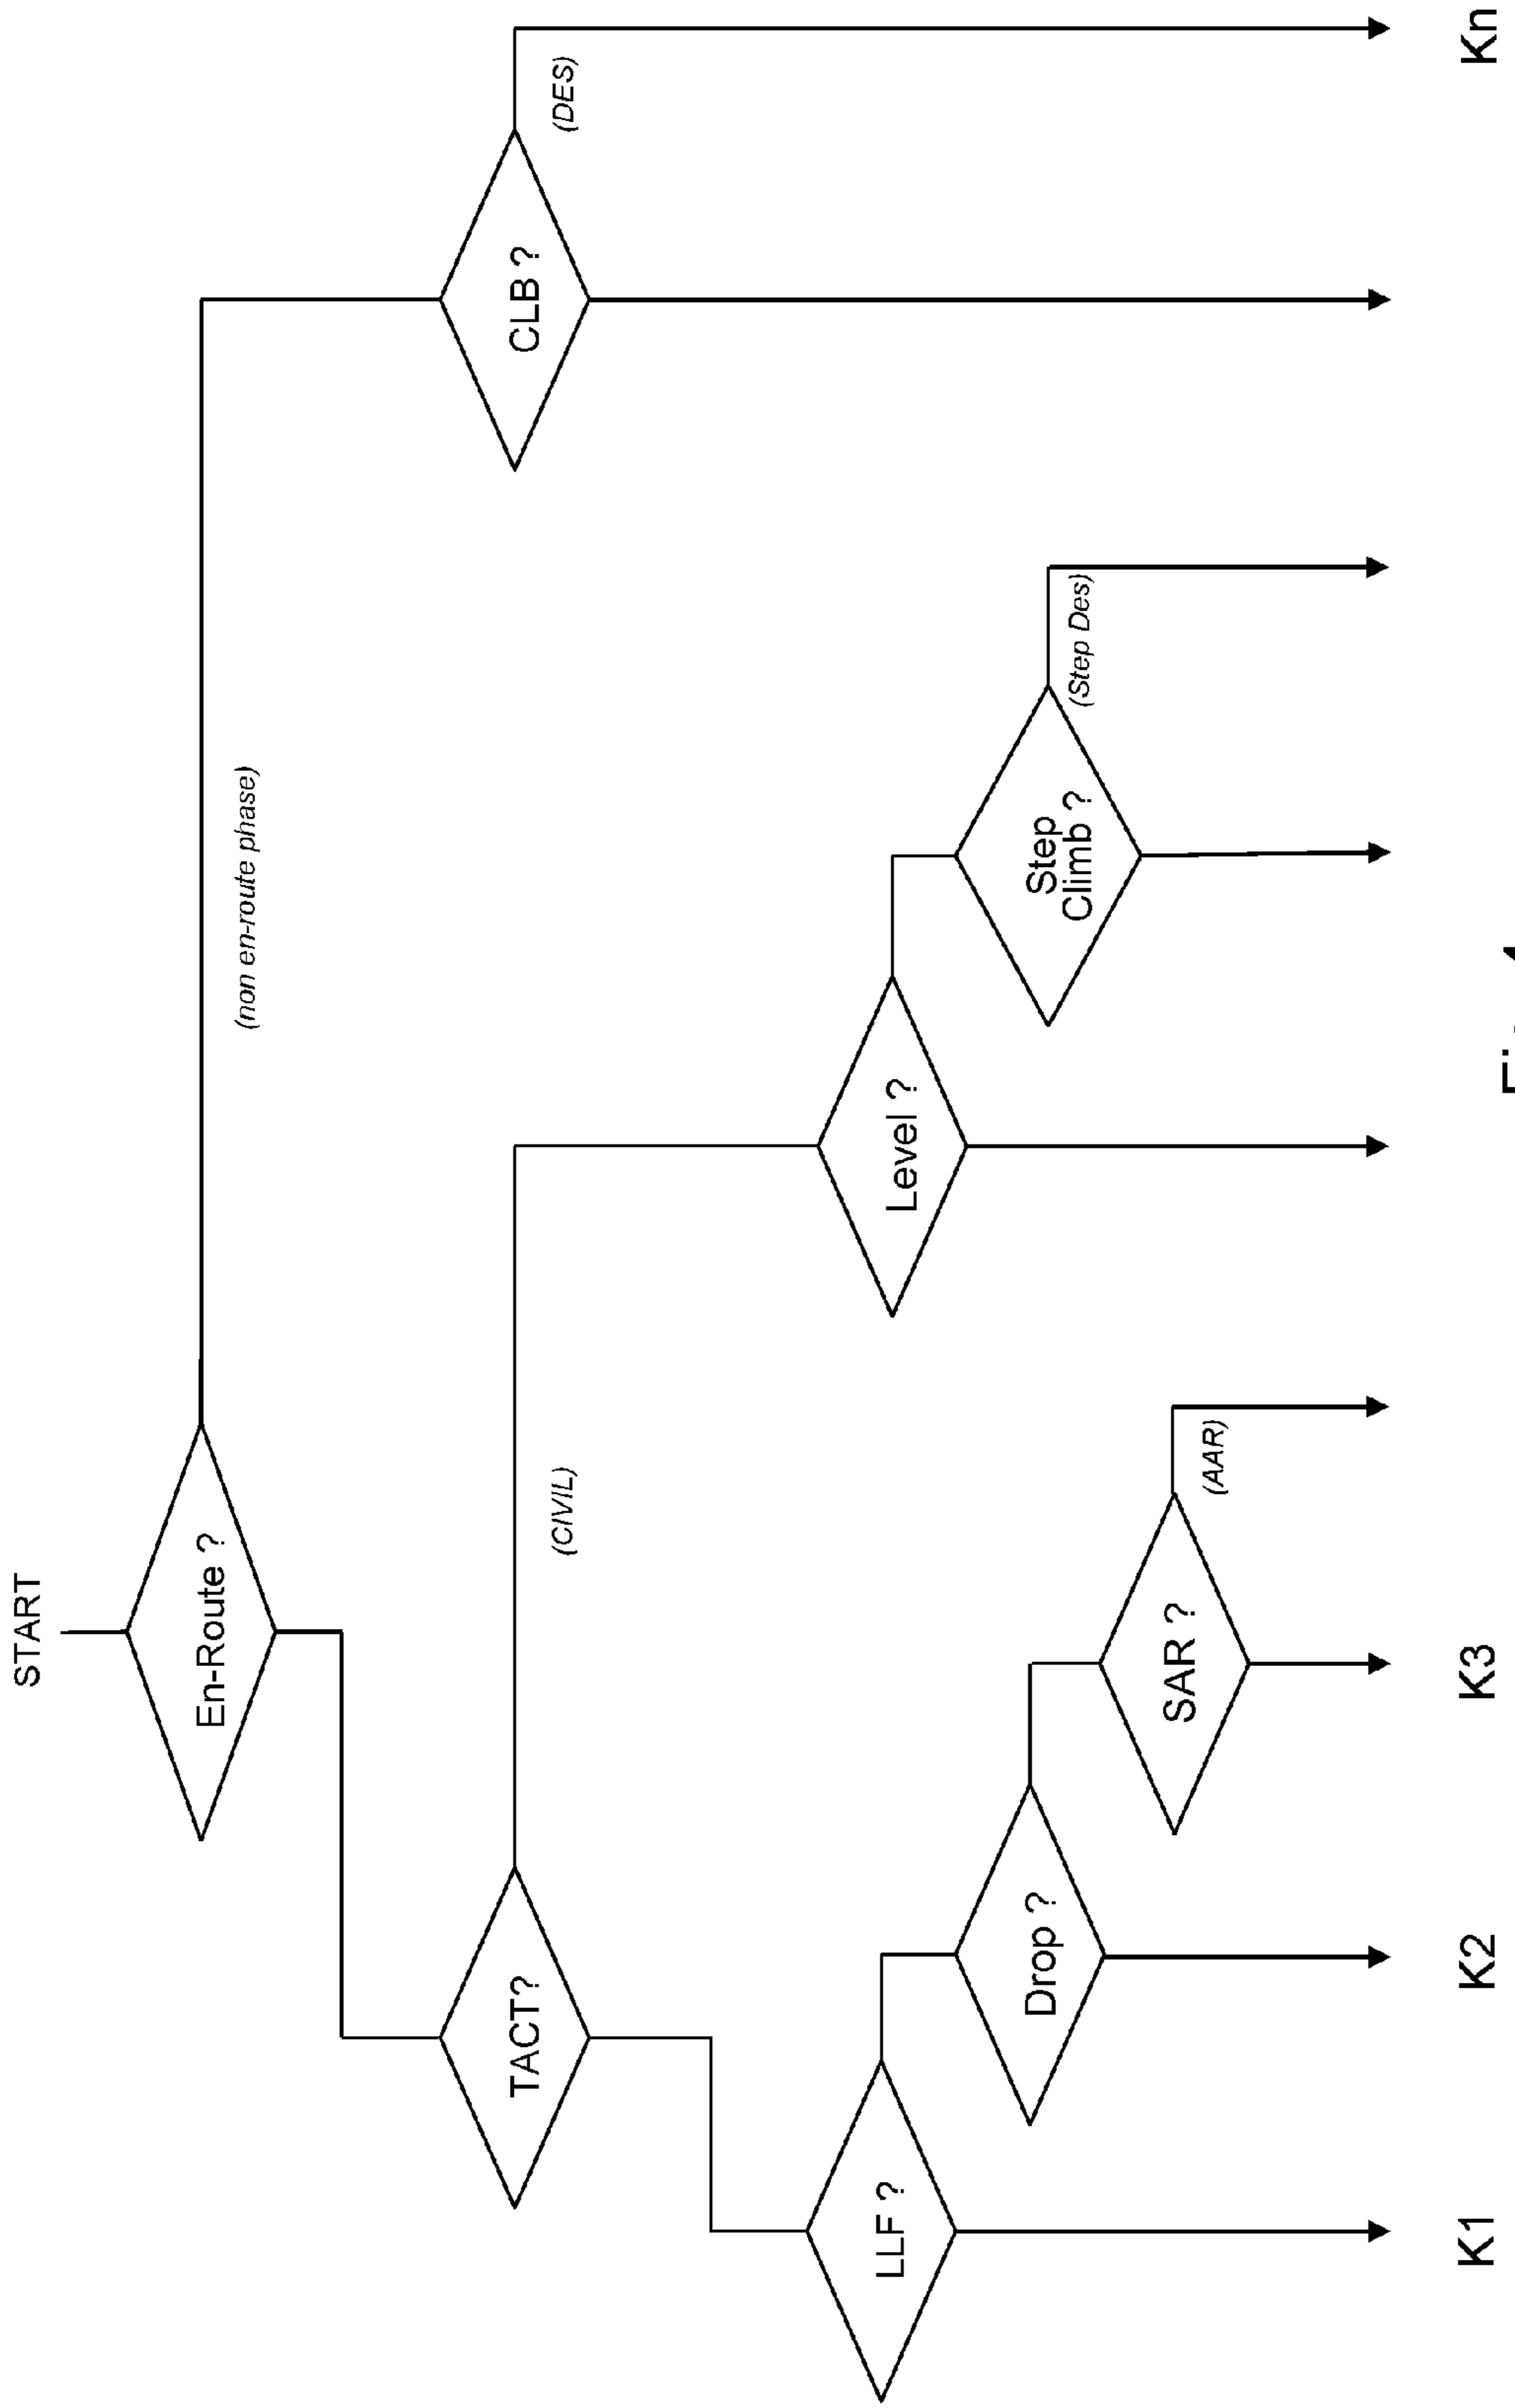 START
En-Route ?
(non en-route phase)
TACT?
(CIVIL)
CLB ?
(DES)
LLF ?
Level ?
Drop ?
Step
Climb ?
(Step Des)
SAR ?
(AAR)
K1
K2
K3
Kn